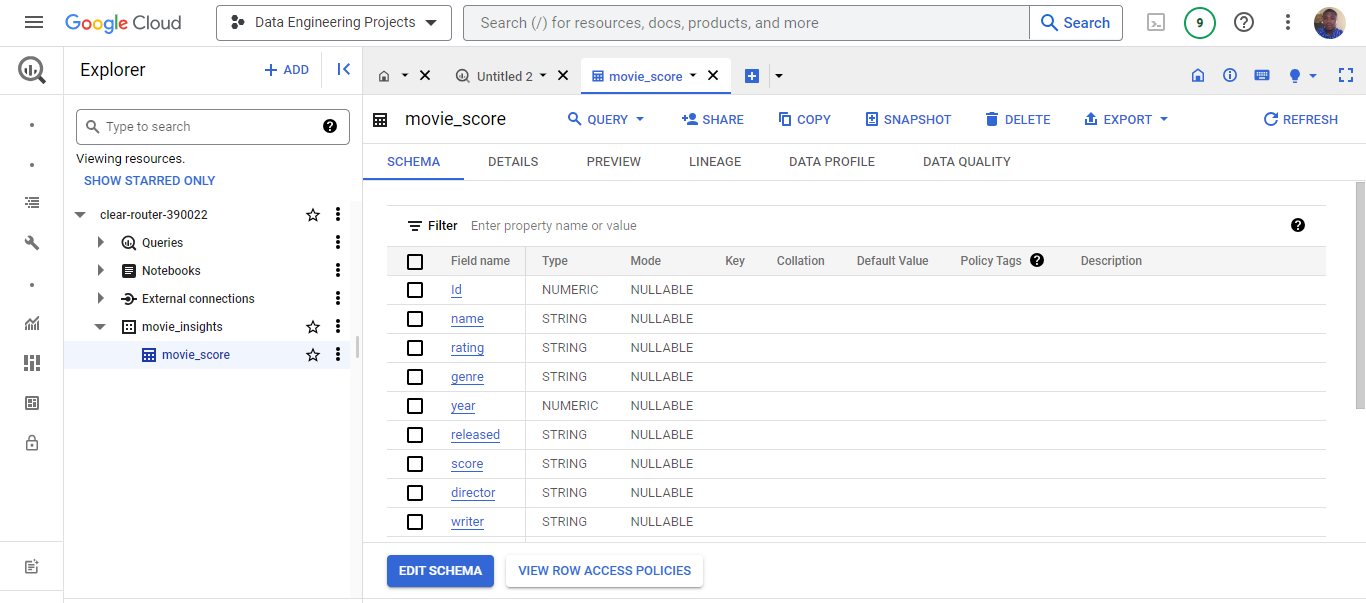 Google Cloud
Data Engineering Projects
Search (/) for resources, docs, products, and more
Search
9
Explorer
ADD
Untitled 2
movie_score
Type to search
Viewing resources.
SHOW STARRED ONLY
clear-router-390022
Queries
Notebooks
External connections
movie_insights
movie_score
movie_score
QUERY
SHARE
COPY
SNAPSHOT
DELETE
EXPORT
REFRESH
SCHEMA
DETAILS
PREVIEW
LINEAGE
DATA PROFILE
DATA QUALITY
Filter Enter property name or value
Field name Type Mode Key Collation Default Value Policy Tags Description
Id NUMERIC NULLABLE
name STRING NULLABLE
rating STRING NULLABLE
genre STRING NULLABLE
year NUMERIC NULLABLE
released STRING NULLABLE
score STRING NULLABLE
director STRING NULLABLE
writer STRING NULLABLE
EDIT SCHEMA
VIEW ROW ACCESS POLICIES